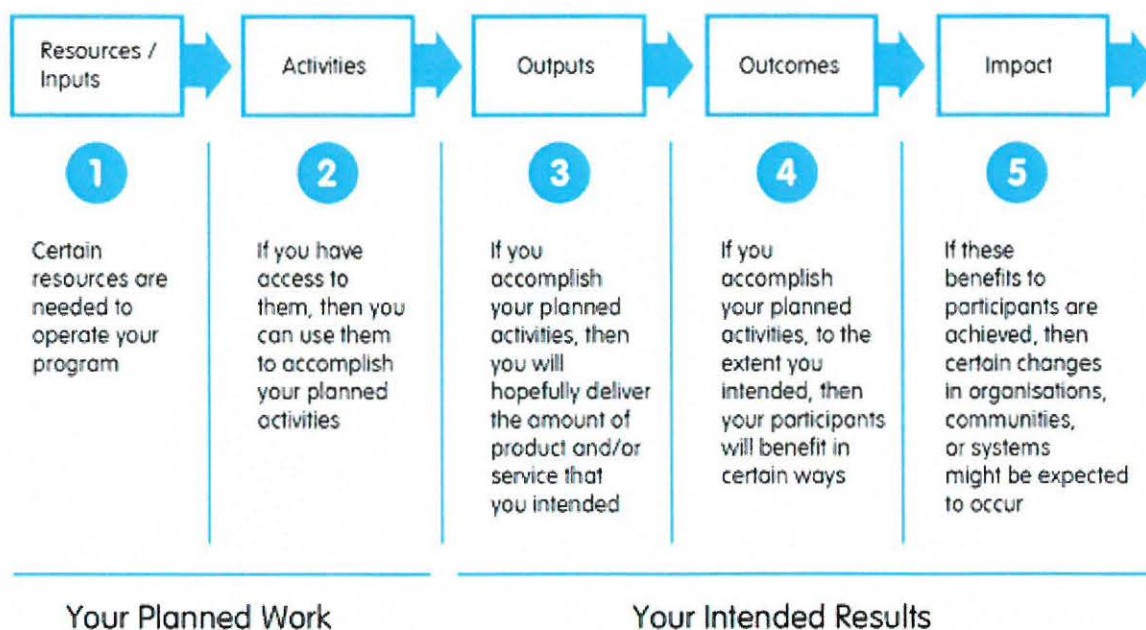 Resources /
Inputs
Activities
Outputs
Outcomes
Impact
1
2
3
4
5
Certain
resources are
needed to
operate your
program
If you have
access to
them, then you
can use them
to accomplish
your planned
activities
If you
accomplish
your planned
activities, then
you will
hopefully deliver
the amount of
product and/or
service that
you intended
If you
accomplish
your planned
activities, to the
extent you
intended, then
your participants
will benefit in
certain ways
If these
benefits to
participants are
achieved, then
certain changes
in organisations,
communities,
or systems
might be expected
to occur
Your Planned Work
Your Intended Results